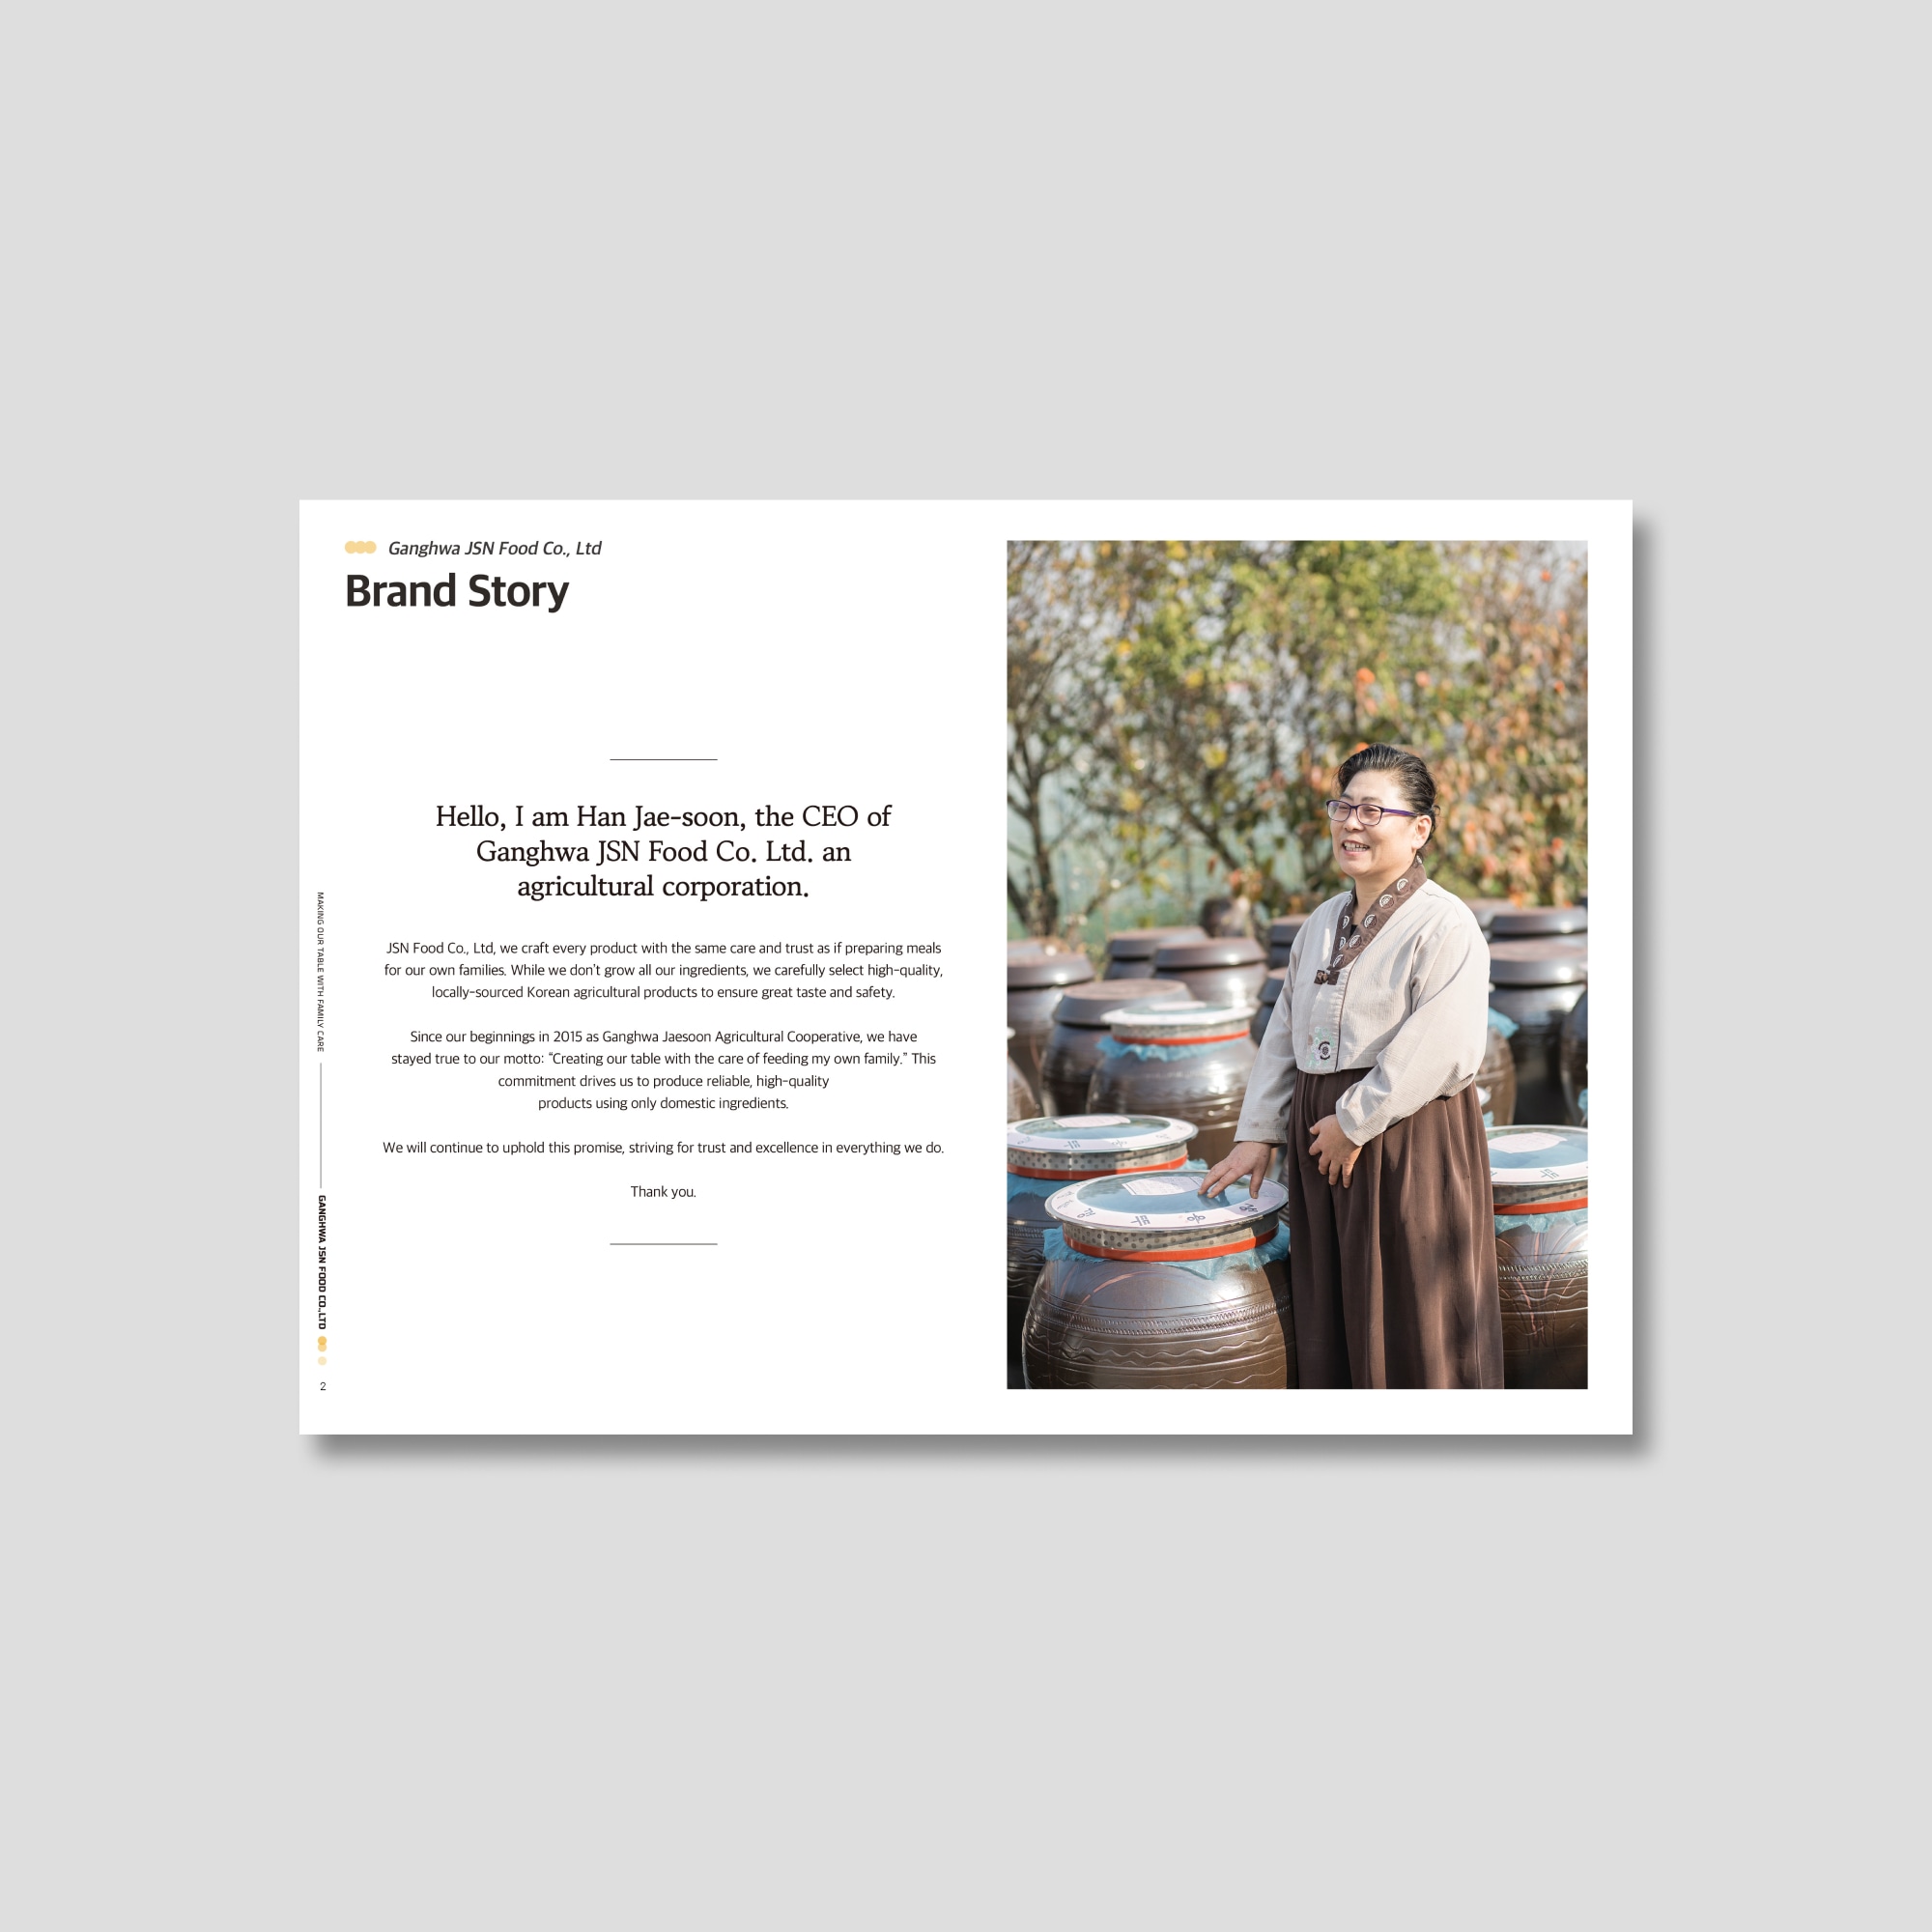 Ganghwa JSN Food Co., Ltd
Brand Story
Hello, I am Han Jae-soon, the CEO of
Ganghwa JSN Food Co. Ltd. an
agricultural corporation.
JSN Food Co., Ltd, we craft every product with the same care and trust as if preparing meals
for our own families. While we don't grow all our ingredients, we carefully select high-quality,
locally-sourced Korean agricultural products to ensure great taste and safety.
Since our beginnings in 2015 as Ganghwa Jaesoon Agricultural Cooperative, we have
stayed true to our motto: “Creating our table with the care of feeding my own family.” This
commitment drives us to produce reliable, high-quality
products using only domestic ingredients.
We will continue to uphold this promise, striving for trust and excellence in everything we do.
Thank you.
MAKING OUR TABLE WITH FAMILY CARE
GANGHWA JSN FOOD CO.,LTD
2